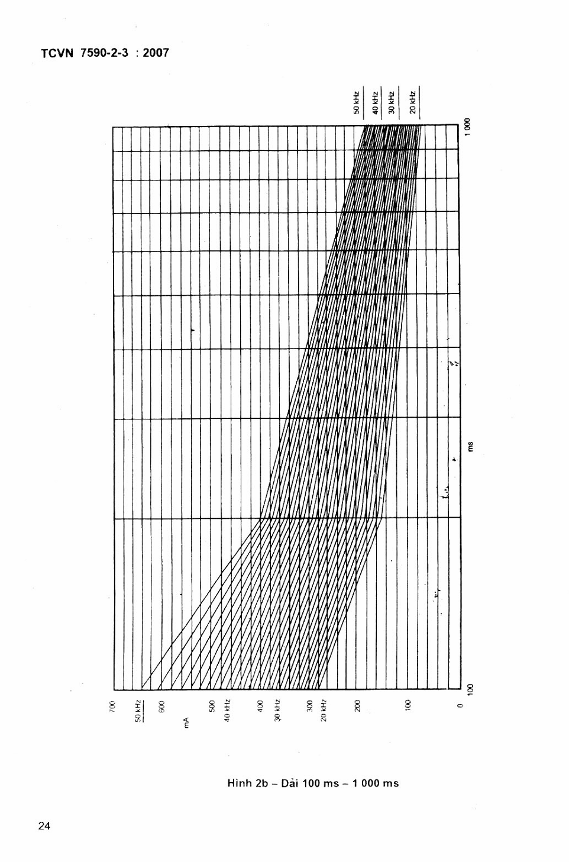 TCVN 7590-2-3 : 2007
50 kHz
40 kHz
30 kHz
20 kHz
1 000
ms
100
700
50 kHz
600
mA
500
40 kHz
400
30 kHz
300
20 kHz
200
100
0
Hình 2b – Dải 100 ms – 1 000 ms
24